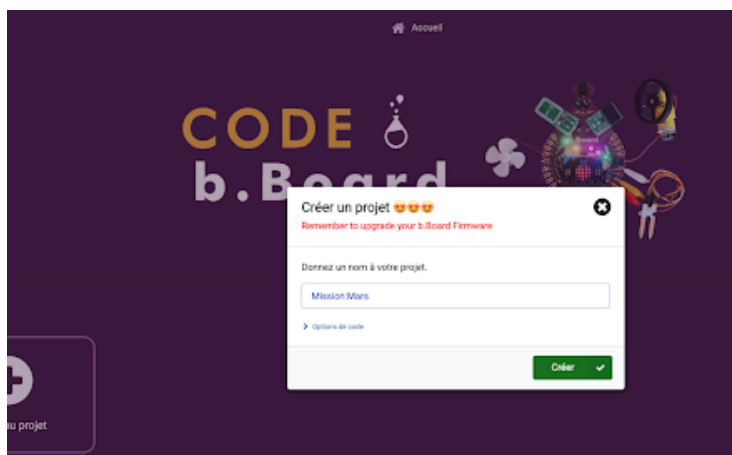 Accueil
CODE
b.Board
Créer un projet 😍😍😍
Remember to upgrade your b.Board Firmware
Donnez un nom à votre projet.
Mission:Mars
Options de code
Créer
au projet